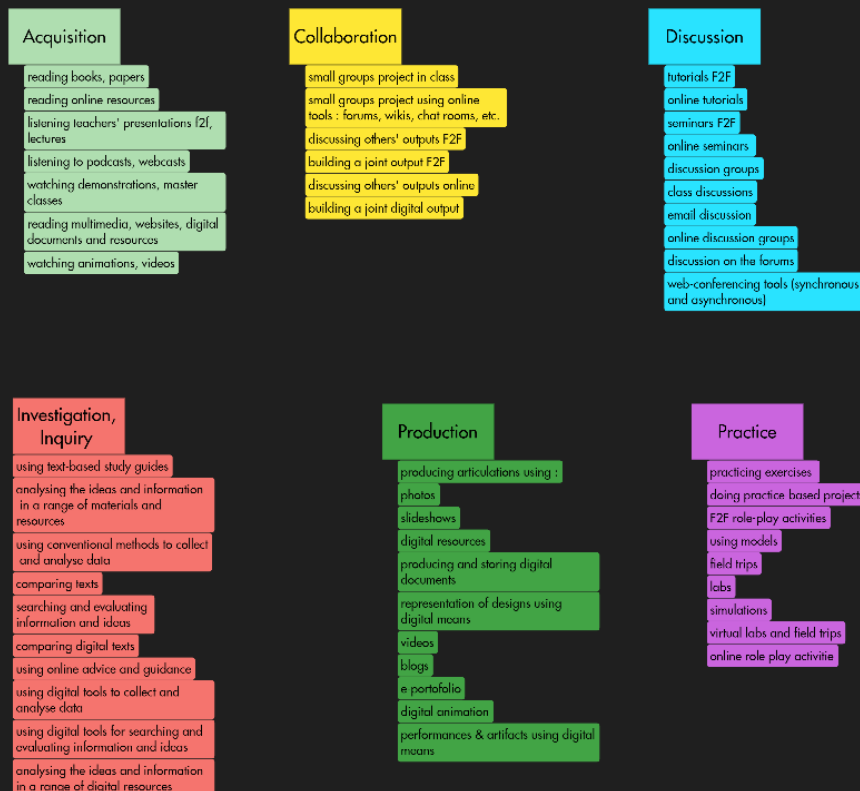 Acquisition
reading books, papers
reading online resources
listening teachers' presentations f2f,
lectures
listening to podcasts, webcasts
watching demonstrations, master
classes
reading multimedia, websites, digital
documents and resources
watching animations, videos
Collaboration
small groups project in class
small groups project using online
tools : forums, wikis, chat rooms, etc.
discussing others' outputs F2F
building a joint output F2F
discussing others' outputs online
building a joint digital output
Discussion
tutorials F2F
online tutorials
seminars F2F
online seminars
discussion groups
class discussions
email discussion
online discussion groups
discussion on the forums
web-conferencing tools (synchronous
and asynchronous)
Investigation,
Inquiry
using text-based study guides
analysing the ideas and information
in a range of materials and
resources
using conventional methods to collect
and analyse data
comparing texts
searching and evaluating
information and ideas
comparing digital texts
using online advice and guidance
using digital tools to collect and
analyse data
using digital tools for searching and
evaluating information and ideas
analysing the ideas and information
in a range of digital resources
Production
producing articulations using :
photos
slideshows
digital resources
producing and storing digital
documents
representation of designs using
digital means
videos
blogs
e portofolio
digital animation
performances & artifacts using digital
means
Practice
practicing exercises
doing practice based project
F2F role-play activities
using models
field trips
labs
simulations
virtual labs and field trips
online role play activitie